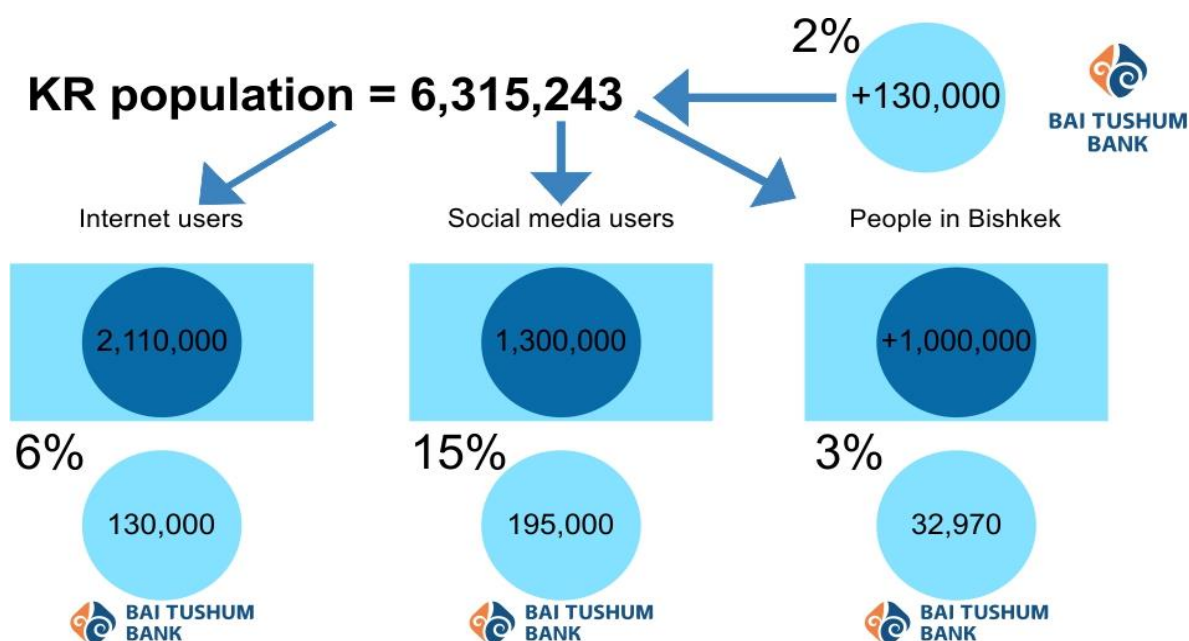 2%
KR population = 6,315,243
+130,000
BAI TUSHUM
BANK
Internet users
Social media users
People in Bishkek
2,110,000
1,300,000
+1,000,000
6%
15%
3%
130,000
195,000
32,970
BAI TUSHUM
BANK
BAI TUSHUM
BANK
BAI TUSHUM
BANK